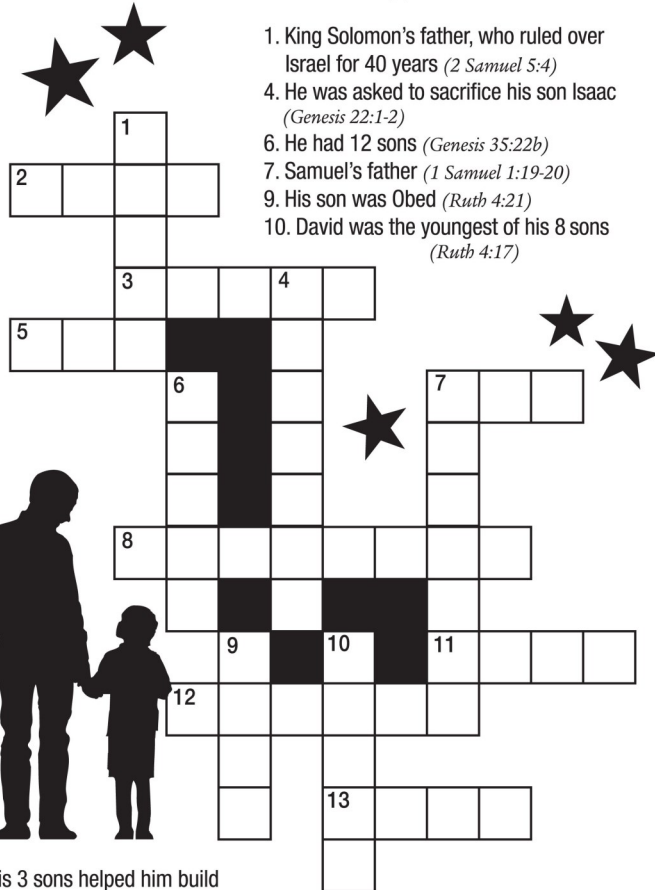 1. King Solomon’s father, who ruled over
Israel for 40 years (2 Samuel 5:4)
4. He was asked to sacrifice his son Isaac
(Genesis 22:1-2)
6. He had 12 sons (Genesis 35:22b)
7. Samuel’s father (1 Samuel 1:19-20)
9. His son was Obed (Ruth 4:21)
10. David was the youngest of his 8 sons
(Ruth 4:17)
1
2
3
4
5
6
7
8
9
10
11
12
13
3 sons helped him build